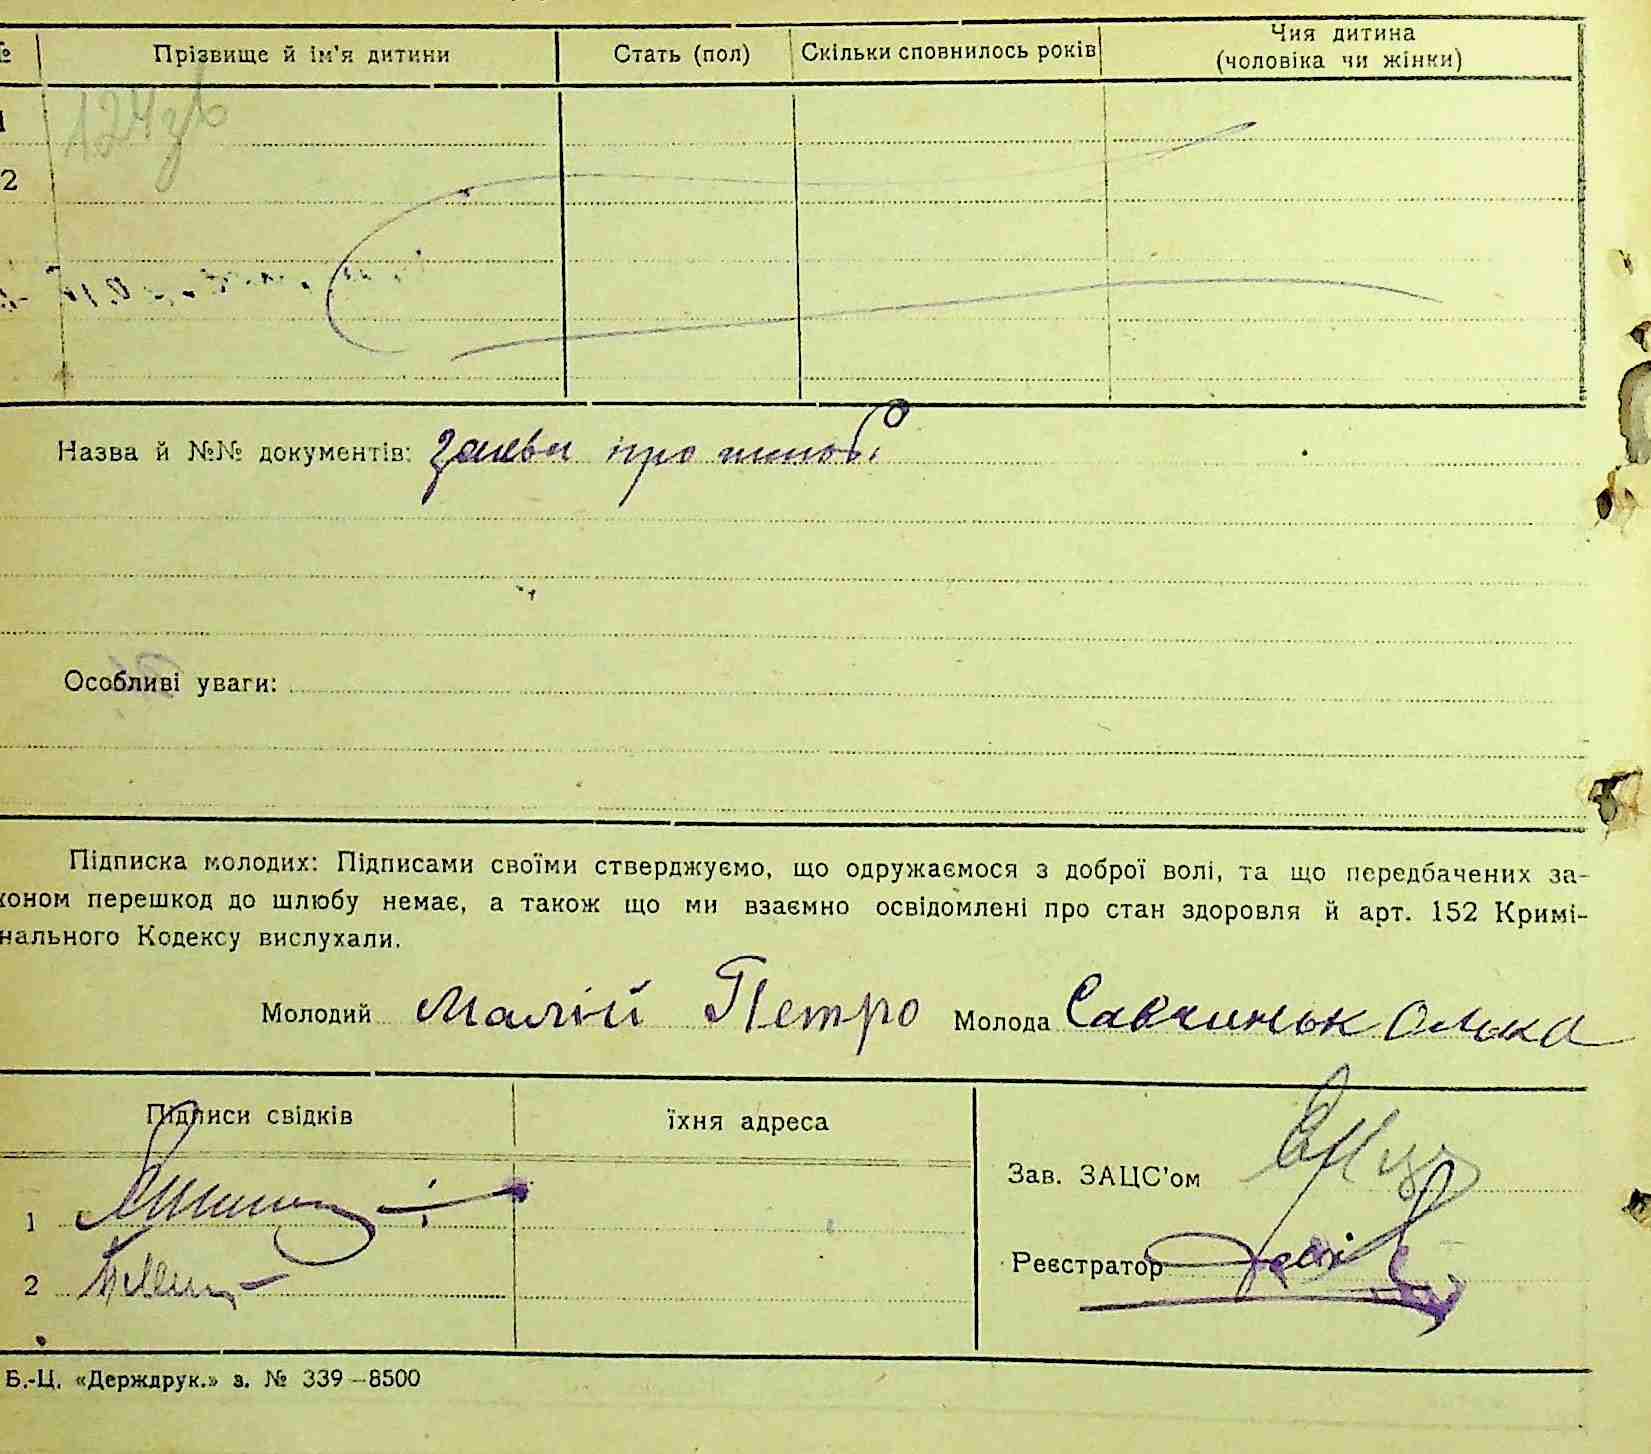 № Прізвище й ім'я дитини Стать (пол) Скільки сповнилось років Чия дитина (чоловіка чи жінки)
1
2
Назва й №№ документів: заява про шлюб
Особливі уваги:
Підписка молодих: Підписами своїми стверджуємо, що одружаємося з доброї волі, та що передбачених за-
коном перешкод до шлюбу немає, а також що ми взаємно освідомлені про стан здоровля й арт. 152 Кримі-
нального Кодексу вислухали.
Молодий Малій Петро Молода Савчиньк Олька
Підписи свідків їхня адреса
Зав. ЗАЦС'ом
1
Реєстратор
2
Б.-Ц. «Держдрук.» з. № 339—8500